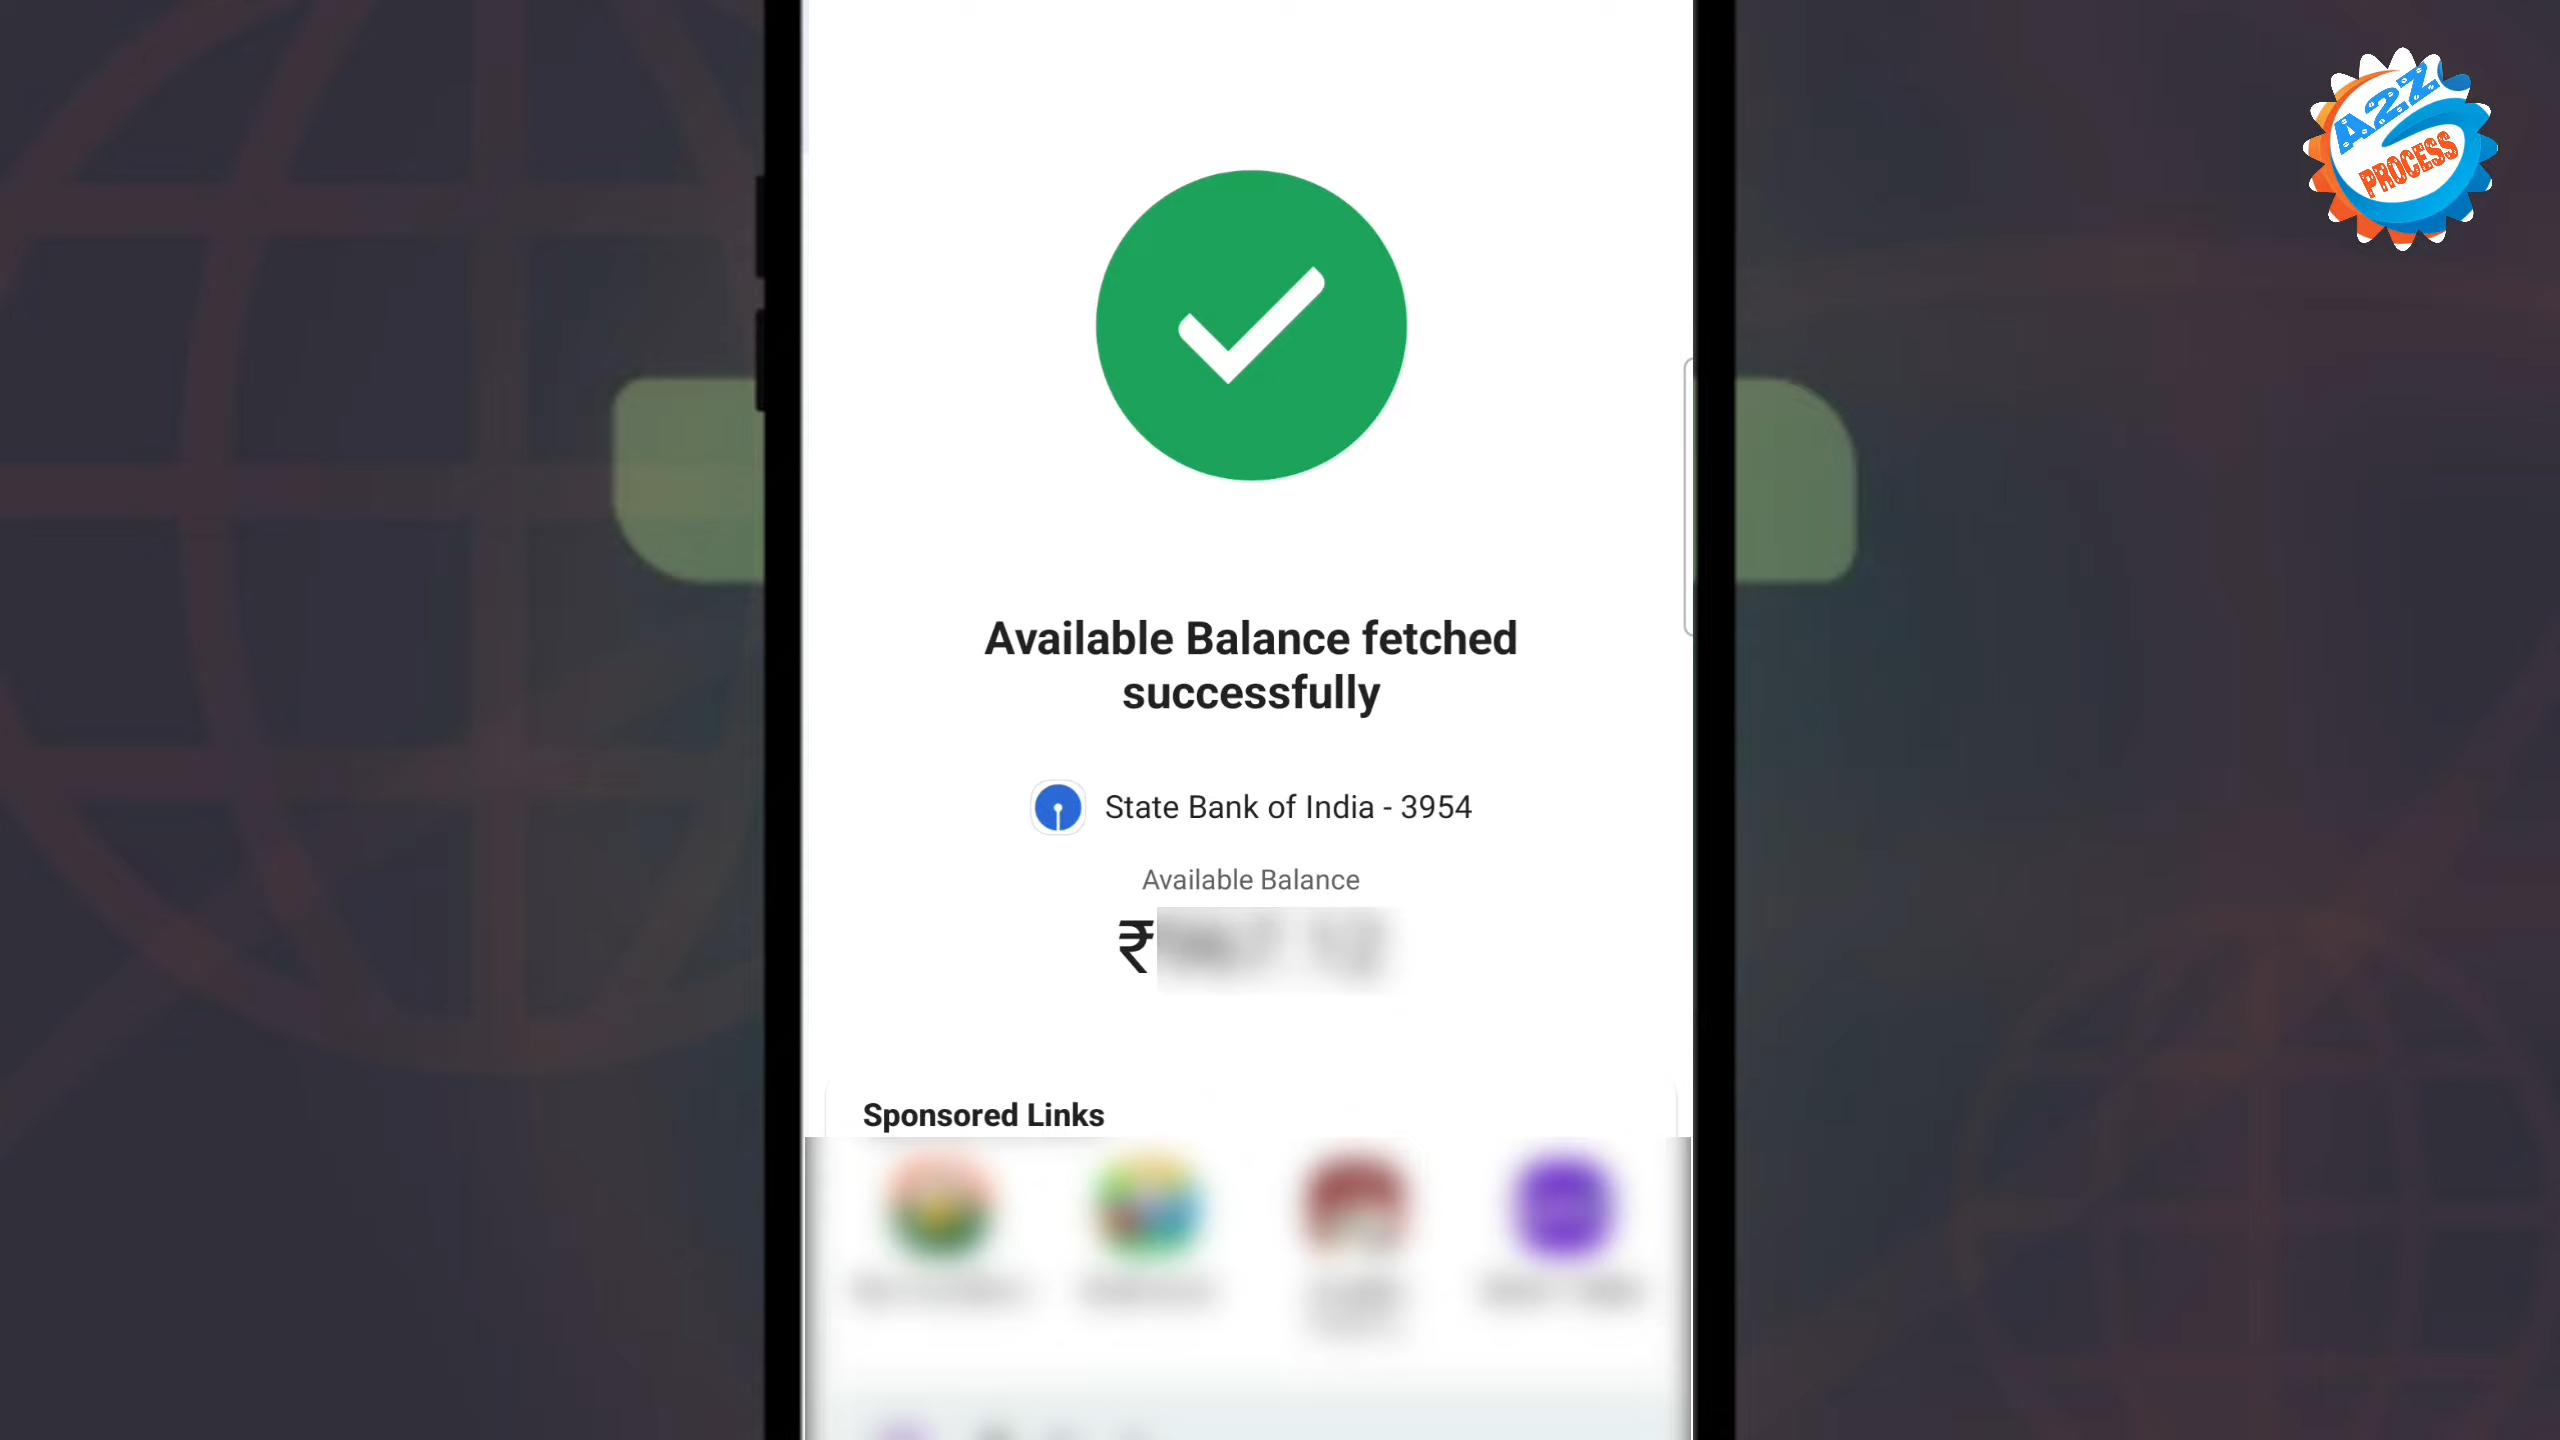 A2Z
PROCESS
Available Balance fetched
successfully
State Bank of India - 3954
Available Balance
₹
Sponsored Links